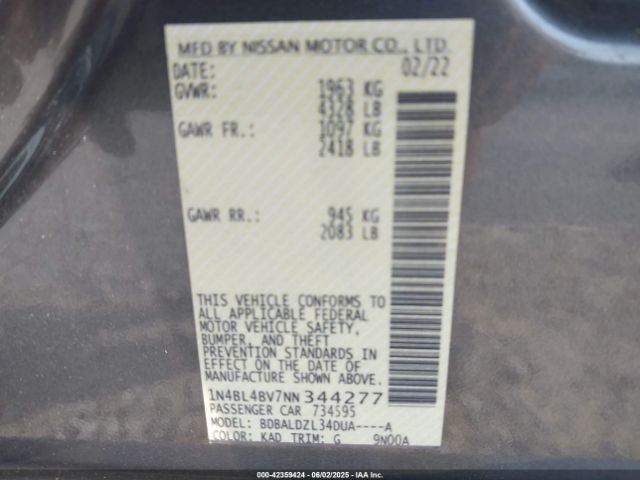 MFD BY NISSAN MOTOR CO., LTD.
DATE: 02/22
GVWR: 1963 KG
4328 LB
GAWR FR.: 1097 KG
2418 LB
GAWR RR.: 945 KG
2083 LB
THIS VEHICLE CONFORMS TO
ALL APPLICABLE FEDERAL
MOTOR VEHICLE SAFETY,
BUMPER, AND THEFT
PREVENTION STANDARDS IN
EFFECT ON THE DATE OF
MANUFACTURE SHOWN ABOVE.
1N4BL4BV7NN344277
PASSENGER CAR 734595
MODEL: BDBALDZL34DUA----A
COLOR: KAD TRIM: G 9N00A
000-42359424 - 06/02/2025 - IAAI.COM